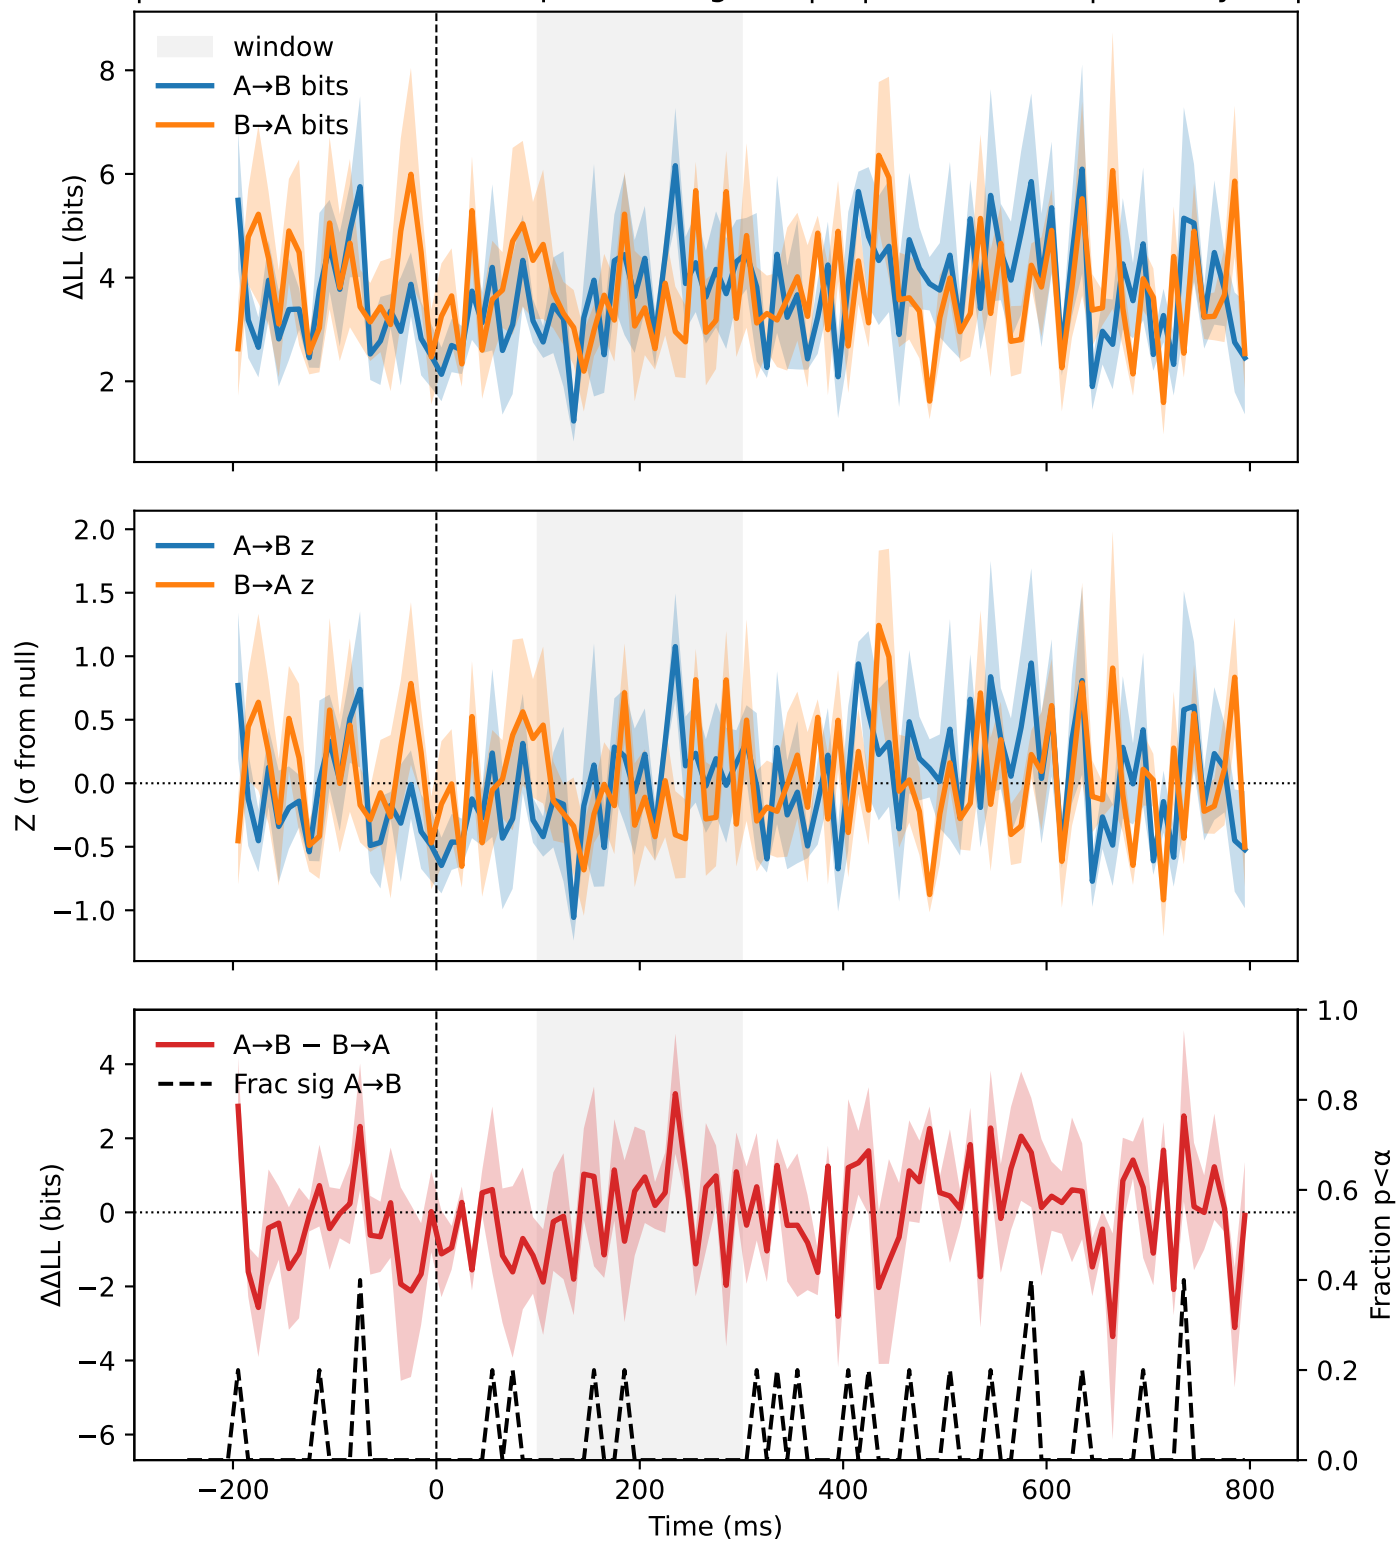 8
6
4
2
ΔLL (bits)
window
A→B bits
B→A bits
2.0
1.5
1.0
0.5
0.0
−0.5
−1.0
Z (σ from null)
A→B z
B→A z
4
2
0
−2
−4
−6
ΔΔLL (bits)
A→B − B→A
Frac sig A→B
1.0
0.8
0.6
0.4
0.2
0.0
Fraction p<α
−200 0 200 400 600 800
Time (ms)